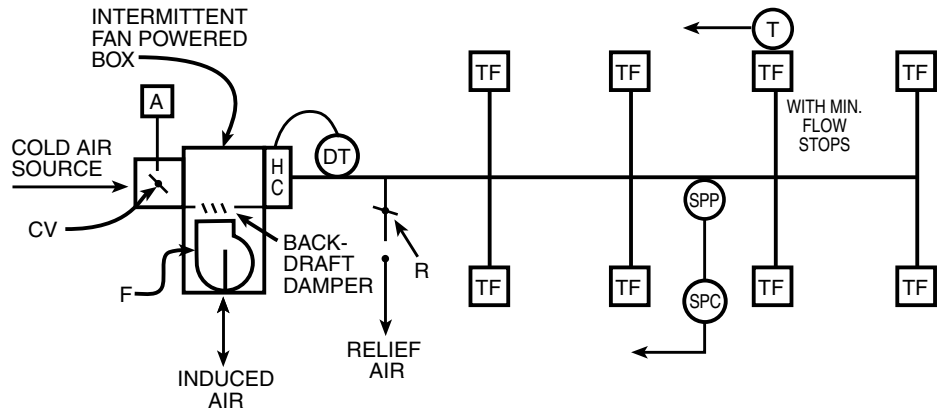 INTERMITTENT
FAN POWERED
BOX
A
COLD AIR
SOURCE
CV
F
H
C
DT
BACK-
DRAFT
DAMPER
INDUCED
AIR
R
RELIEF
AIR
T
TF
TF
TF
TF
WITH MIN.
FLOW
STOPS
SPP
SPC
TF
TF
TF
TF